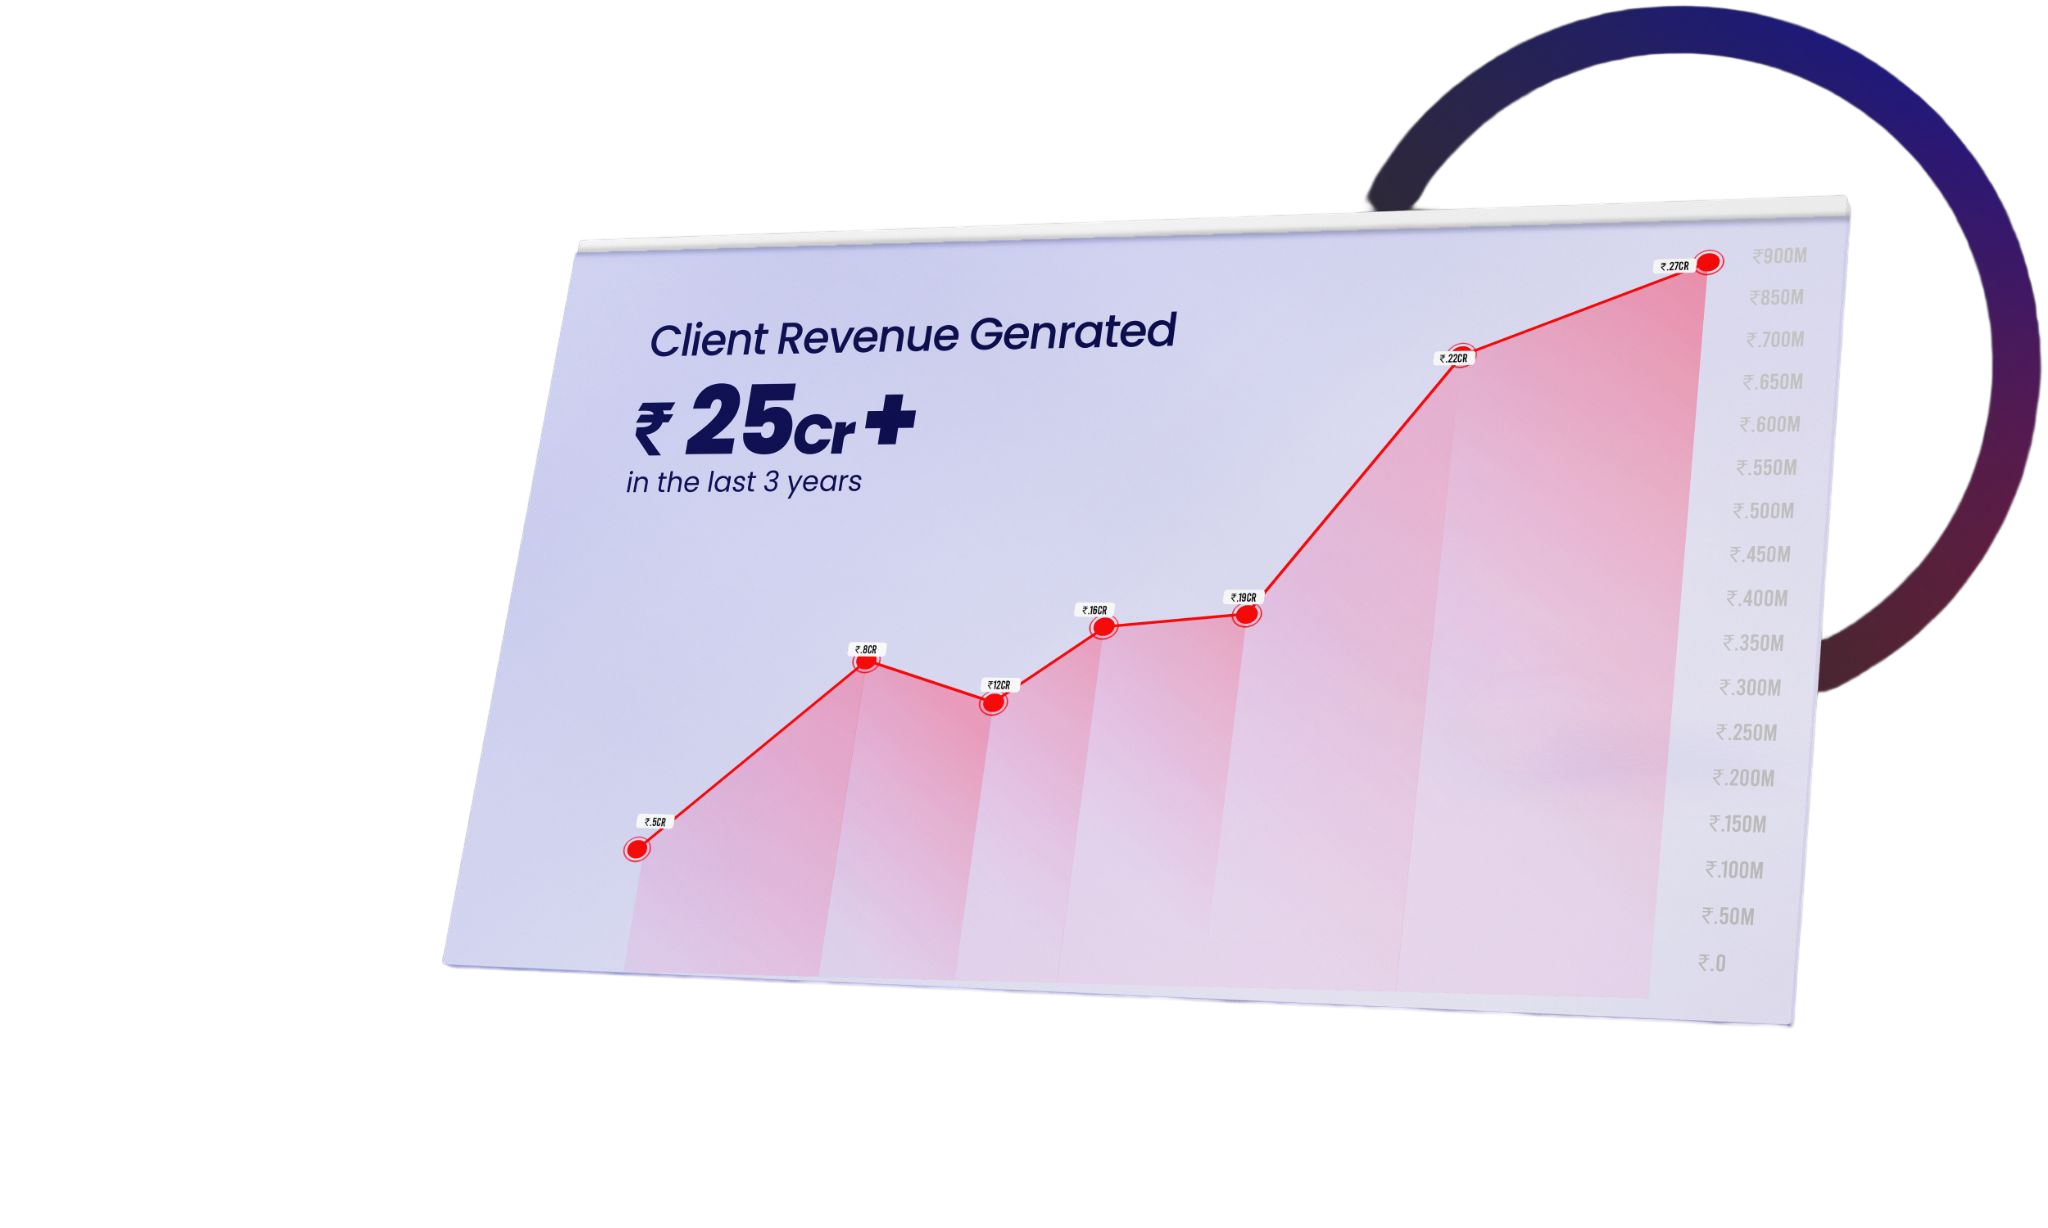 Client Revenue Genrated
₹ 25cr+
in the last 3 years
₹.5CR
₹.8CR
₹12CR
₹.16CR
₹.19CR
₹.22CR
₹.27CR
₹900M
₹850M
₹.700M
₹.650M
₹.600M
₹.550M
₹.500M
₹.450M
₹.400M
₹.350M
₹.300M
₹.250M
₹.200M
₹.150M
₹.100M
₹.50M
₹.0